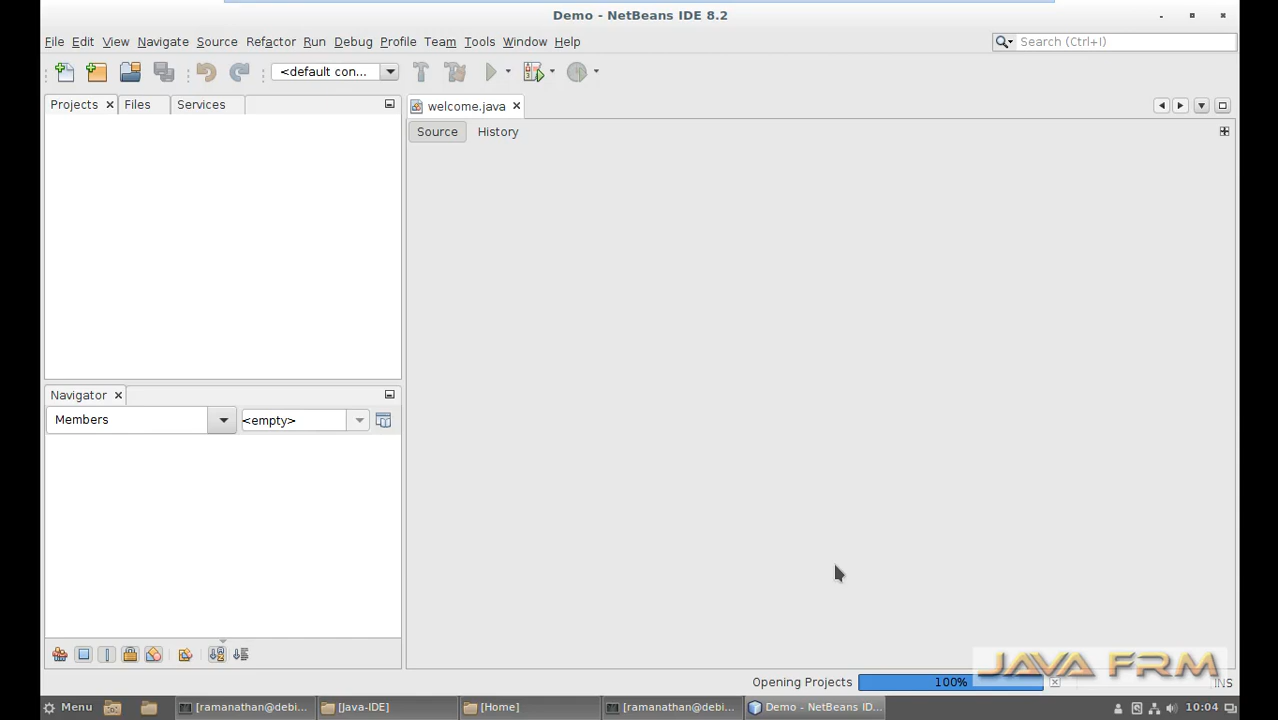 Demo - NetBeans IDE 8.2
File Edit View Navigate Source Refactor Run Debug Profile Team Tools Window Help
Search (Ctrl+I)
<default con...
Projects Files Services
welcome.java
Source History
Navigator
Members <empty>
Opening Projects 100% INS
JAVA FRM
Menu [ramanathan@debi... [Java-IDE] [Home] [ramanathan@debi... Demo - NetBeans ID... 10:04